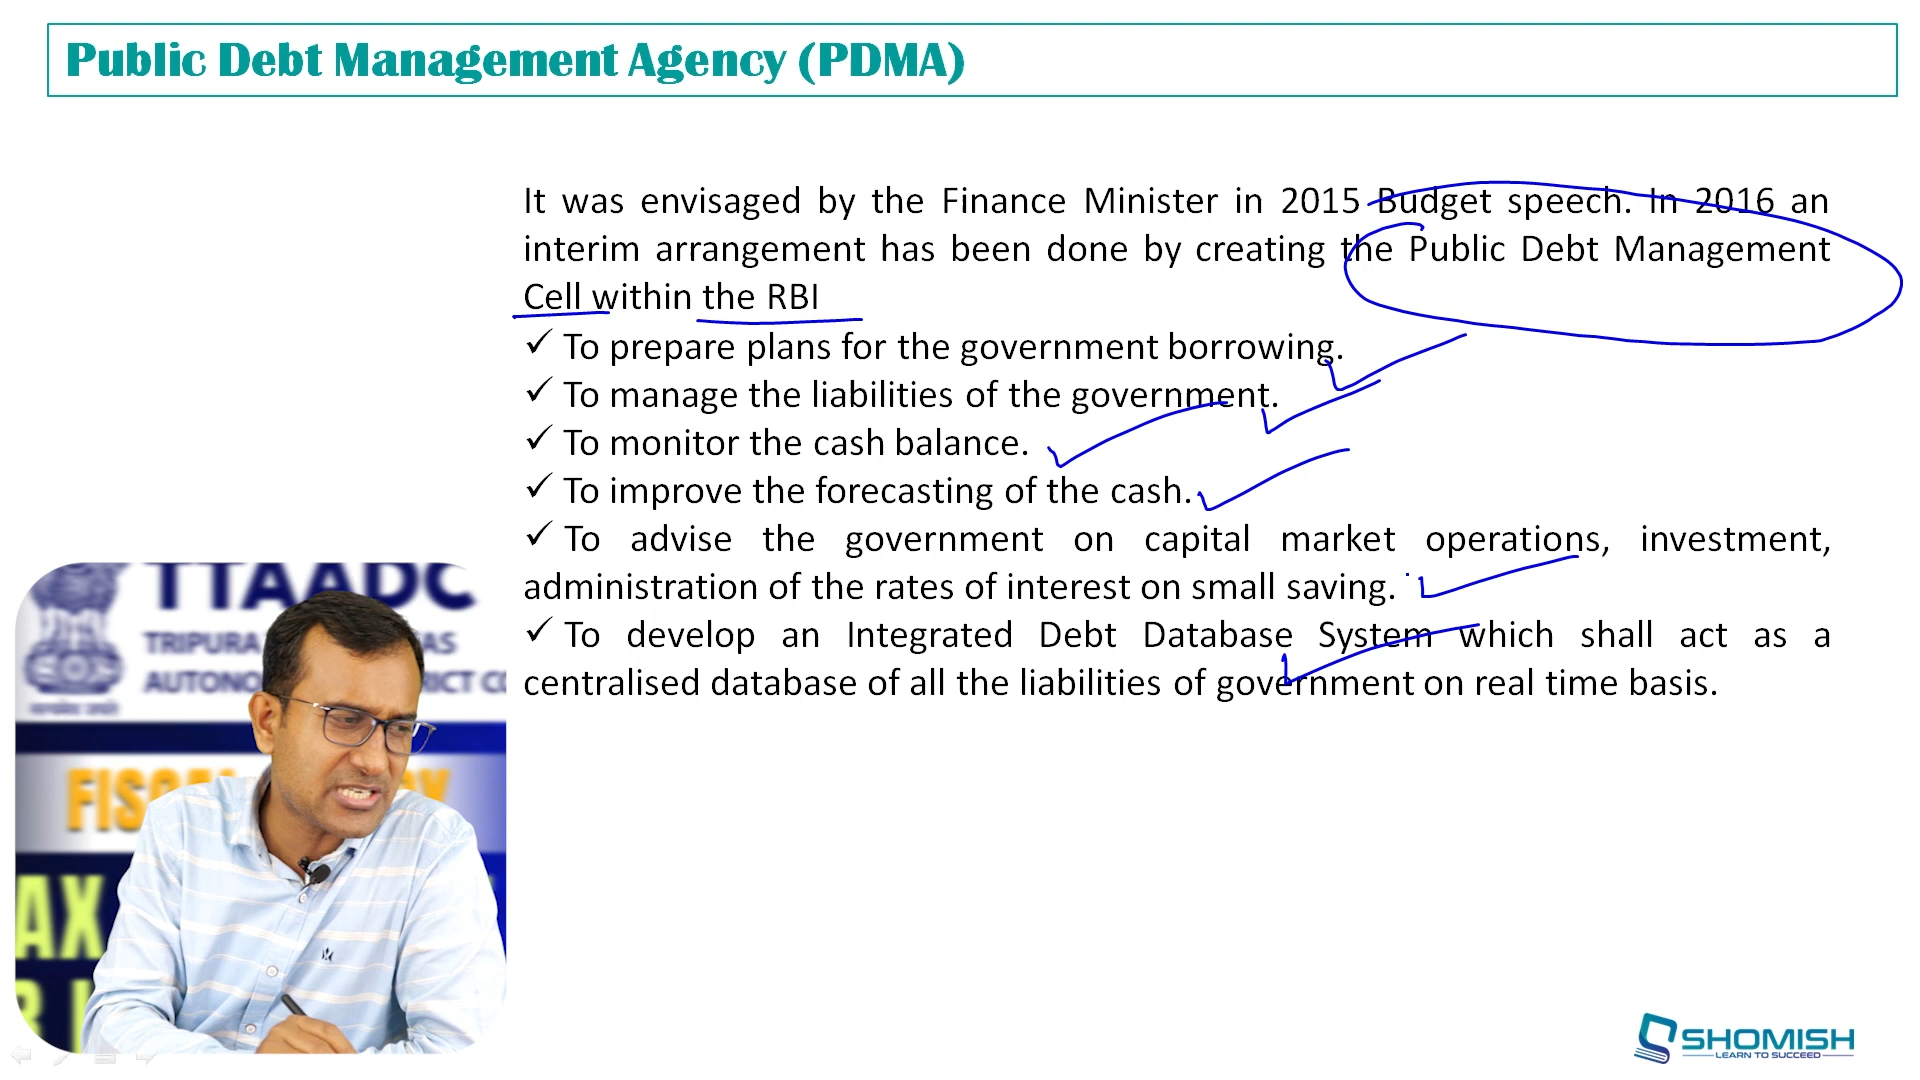 Public Debt Management Agency (PDMA)
It was envisaged by the Finance Minister in 2015 Budget speech. In 2016 an
interim arrangement has been done by creating the Public Debt Management
Cell within the RBI
✓ To prepare plans for the government borrowing.
✓ To manage the liabilities of the government.
✓ To monitor the cash balance.
✓ To improve the forecasting of the cash.
✓ To advise the government on capital market operations, investment,
administration of the rates of interest on small saving.
✓ To develop an Integrated Debt Database System which shall act as a
centralised database of all the liabilities of government on real time basis.
TTAADC
TRIPURA
SHOMISH
LEARN TO SUCCEED